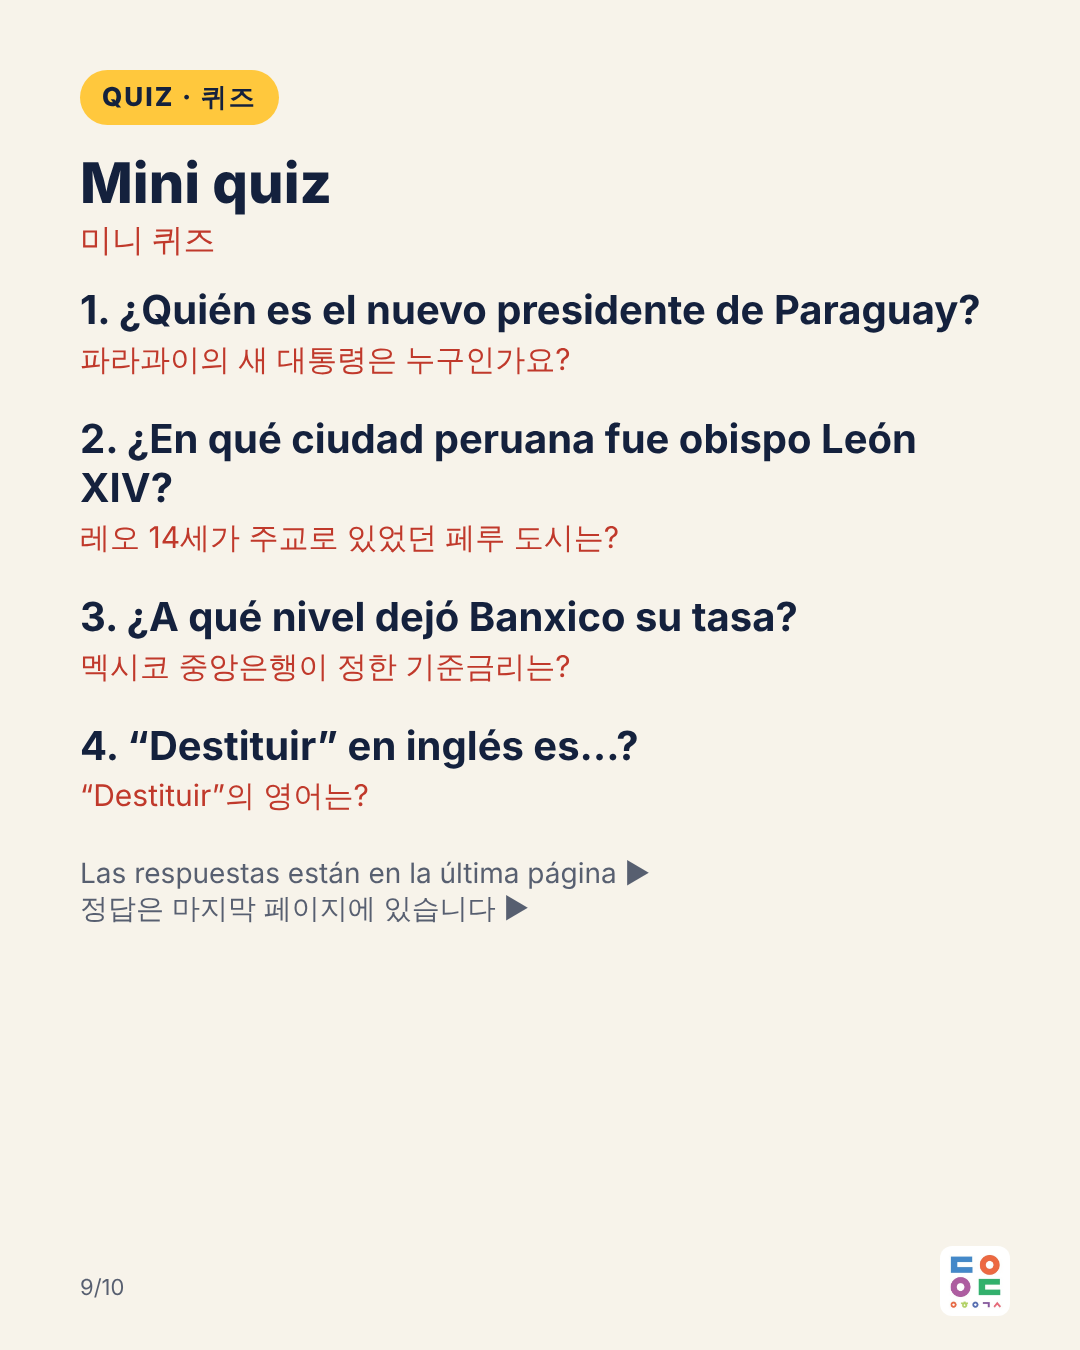 QUIZ · 퀴즈
Mini quiz
미니 퀴즈
1. ¿Quién es el nuevo presidente de Paraguay?
파라과이의 새 대통령은 누구인가요?
2. ¿En qué ciudad peruana fue obispo León
XIV?
레오 14세가 주교로 있었던 페루 도시는?
3. ¿A qué nivel dejó Banxico su tasa?
멕시코 중앙은행이 정한 기준금리는?
4. “Destituir” en inglés es...?
“Destituir”의 영어는?
Las respuestas están en la última página ▶
정답은 마지막 페이지에 있습니다 ▶
9/10